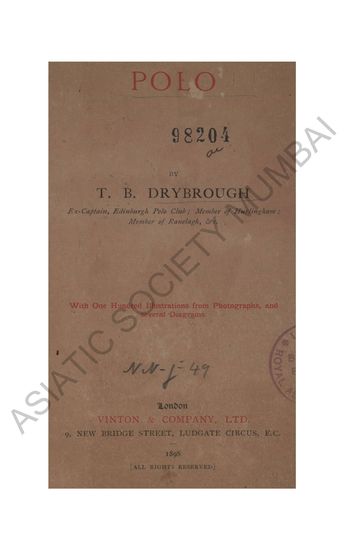 POLO
98204
BY
T. B. DRYBROUGH
Ex-Captain, Edinburgh Polo Club; Member of Hurlingham;
Member of Ranelagh, &c.
With One Hundred Illustrations from Photographs, and
several Diagrams
N.N-j-49
London
VINTON & COMPANY, LTD.
9, NEW BRIDGE STREET, LUDGATE CIRCUS, E.C.
1898
[ALL RIGHTS RESERVED]
ASIATIC SOCIETY MUMBAI